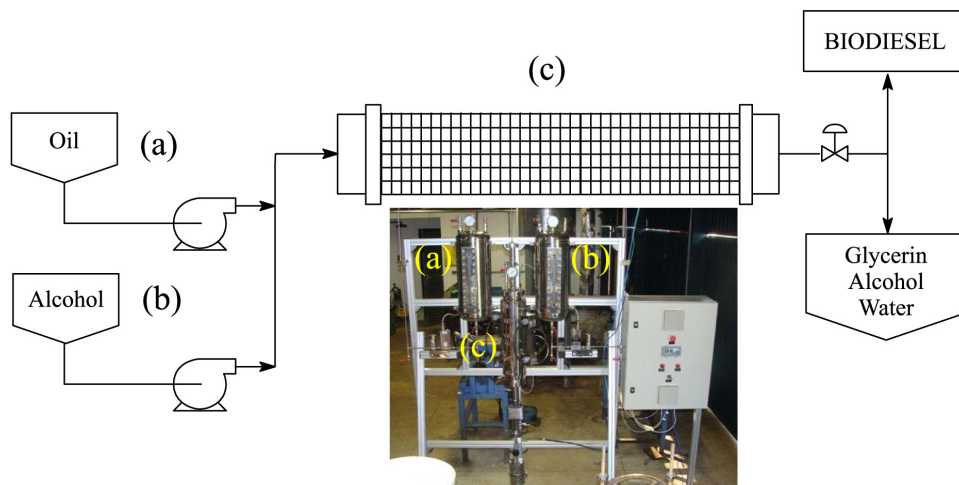 BIODIESEL
(c)
Oil
(a)
Alcohol
(b)
Glycerin
Alcohol
Water
(a)
(b)
(c)